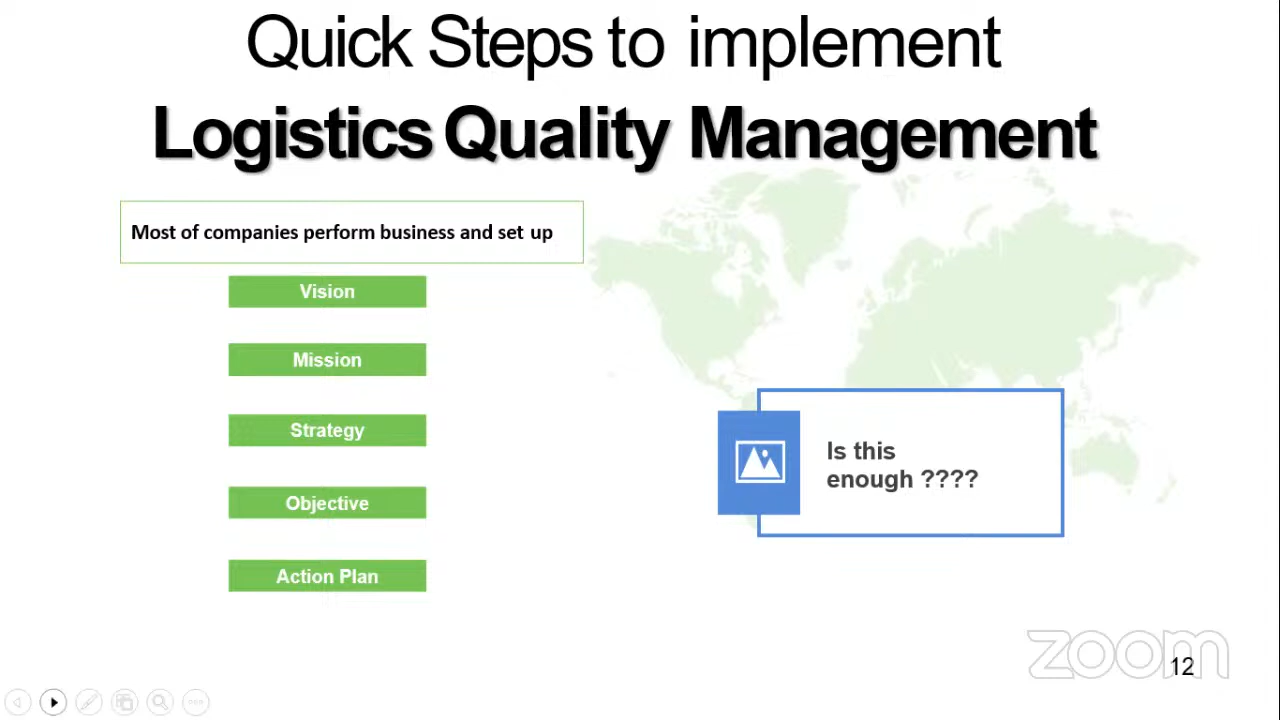 Quick Steps to implement
Logistics Quality Management
Most of companies perform business and set up
Vision
Mission
Strategy
Objective
Action Plan
Is this
enough ????
zoom
12